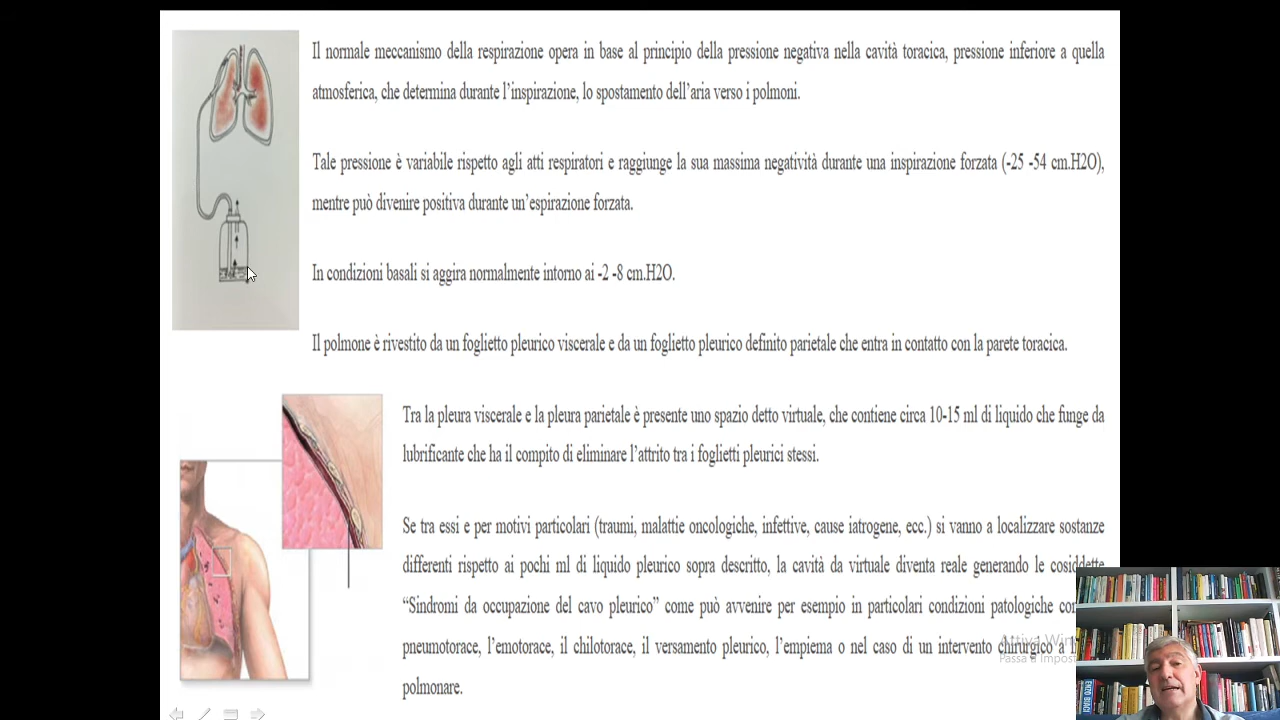 Il normale meccanismo della respirazione opera in base al principio della pressione negativa nella cavità toracica, pressione inferiore a quella
atmosferica, che determina durante l'inspirazione, lo spostamento dell'aria verso i polmoni.
Tale pressione è variabile rispetto agli atti respiratori e raggiunge la sua massima negatività durante una inspirazione forzata (-25 -54 cm.H2O),
mentre può divenire positiva durante un'espirazione forzata.
In condizioni basali si aggira normalmente intorno ai -2 -8 cm.H2O.
Il polmone è rivestito da un foglietto pleurico viscerale e da un foglietto pleurico definito parietale che entra in contatto con la parete toracica.
Tra la pleura viscerale e la pleura parietale è presente uno spazio detto virtuale, che contiene circa 10-15 ml di liquido che funge da
lubrificante che ha il compito di eliminare l'attrito tra i foglietti pleurici stessi.
Se tra essi e per motivi particolari (traumi, malattie oncologiche, infettive, cause iatrogene, ecc.) si vanno a localizzare sostanze
differenti rispetto ai pochi ml di liquido pleurico sopra descritto, la cavità da virtuale diventa reale generando le cosiddette
“Sindromi da occupazione del cavo pleurico” come può avvenire per esempio in particolari condizioni patologiche
pneumotorace, l'emotorace, il chilotorace, il versamento pleurico, l'empiema o nel caso di un intervento chirurgico a
polmonare.
Attiva Win
Passa a Impost
ENZO BIAGI